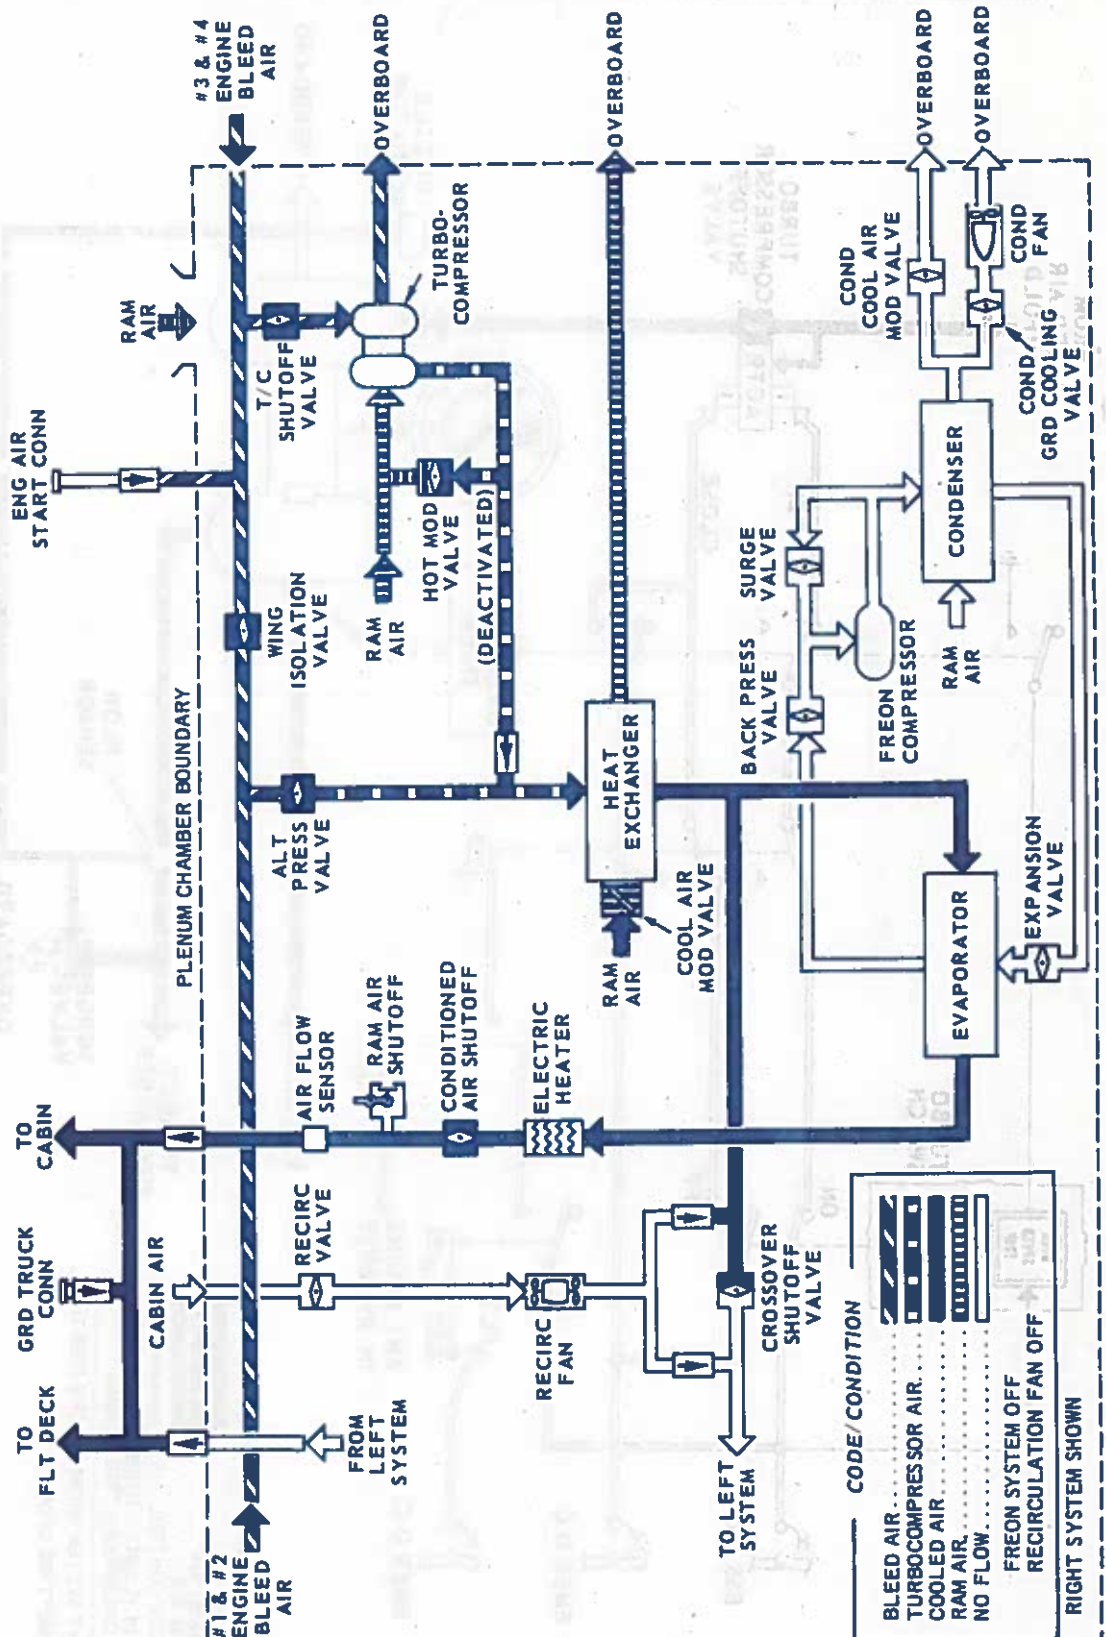 #3 & #4
ENGINE
BLEED
AIR
OVERBOARD
OVERBOARD
OVERBOARD
OVERBOARD
RAM
AIR
T/C
SHUTOFF
VALVE
TURBO-
COMPRESSOR
ENG AIR
START CONN
HOT MOD
VALVE
(DEACTIVATED)
RAM
AIR
WING
ISOLATION
VALVE
PLENUM CHAMBER BOUNDARY
ALT
PRESS
VALVE
HEAT
EXCHANGER
RAM
AIR
COOL AIR
MOD VALVE
COND
COOL AIR
MOD VALVE
COND
FAN
COND
GRD COOLING
VALVE
CONDENSER
RAM
AIR
SURGE
VALVE
BACK PRESS
VALVE
FREON
COMPRESSOR
EXPANSION
VALVE
EVAPORATOR
TO
CABIN
AIR FLOW
SENSOR
RAM AIR
SHUTOFF
CONDITIONED
AIR SHUTOFF
ELECTRIC
HEATER
GRD TRUCK
CONN
CABIN AIR
RECIRC
VALVE
RECIRC
FAN
CROSSOVER
SHUTOFF
VALVE
TO
FLT DECK
FROM
LEFT
SYSTEM
#1 & #2
ENGINE
BLEED
AIR
TO LEFT
SYSTEM
CODE/CONDITION
BLEED AIR
TURBOCOMPRESSOR AIR
COOLED AIR
RAM AIR
NO FLOW
FREON SYSTEM OFF
RECIRCULATION FAN OFF
RIGHT SYSTEM SHOWN